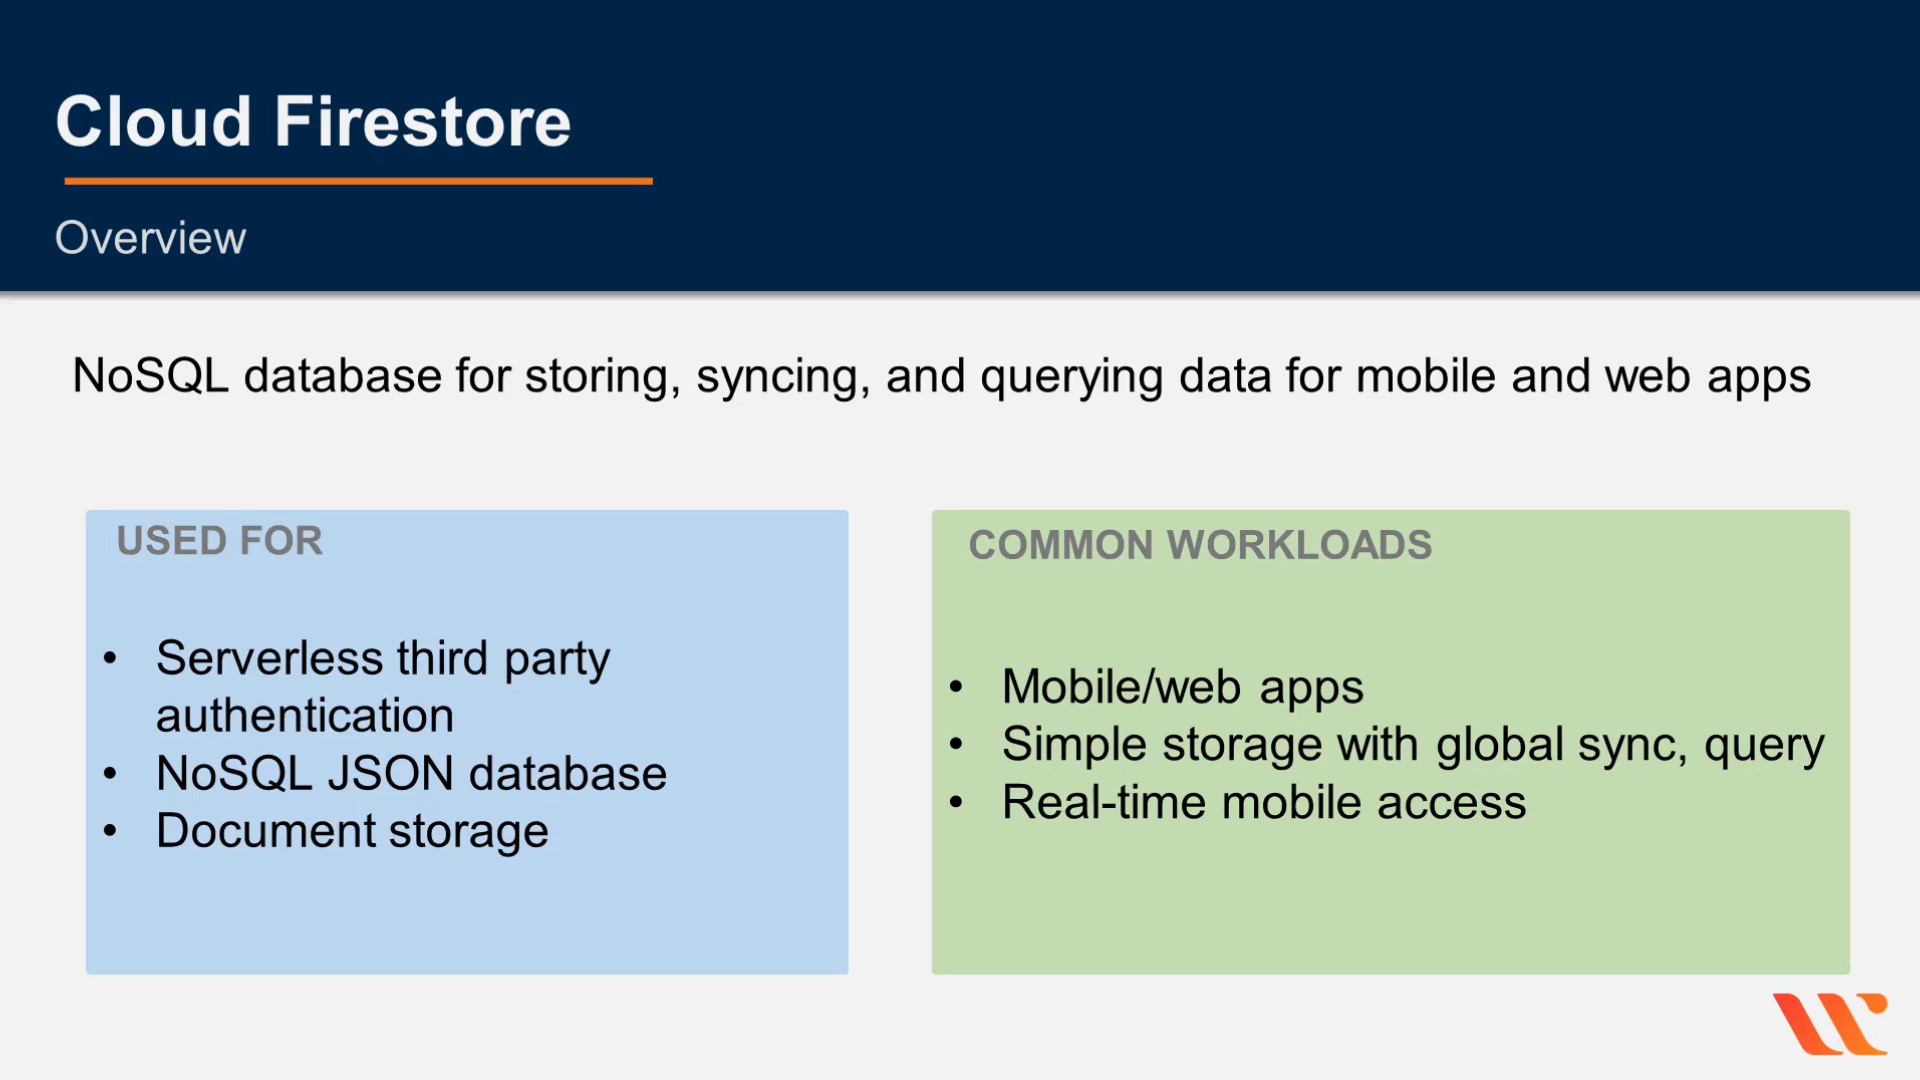 Cloud Firestore
Overview
NoSQL database for storing, syncing, and querying data for mobile and web apps
USED FOR
• Serverless third party
authentication
• NoSQL JSON database
• Document storage
COMMON WORKLOADS
• Mobile/web apps
• Simple storage with global sync, query
• Real-time mobile access